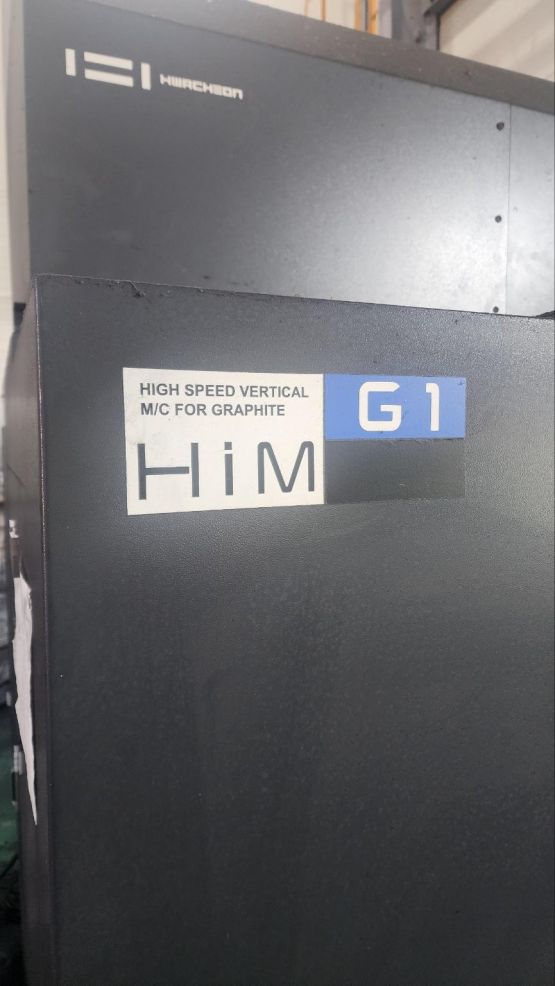 HWACHEON
HIGH SPEED VERTICAL
M/C FOR GRAPHITE
HiM
G1